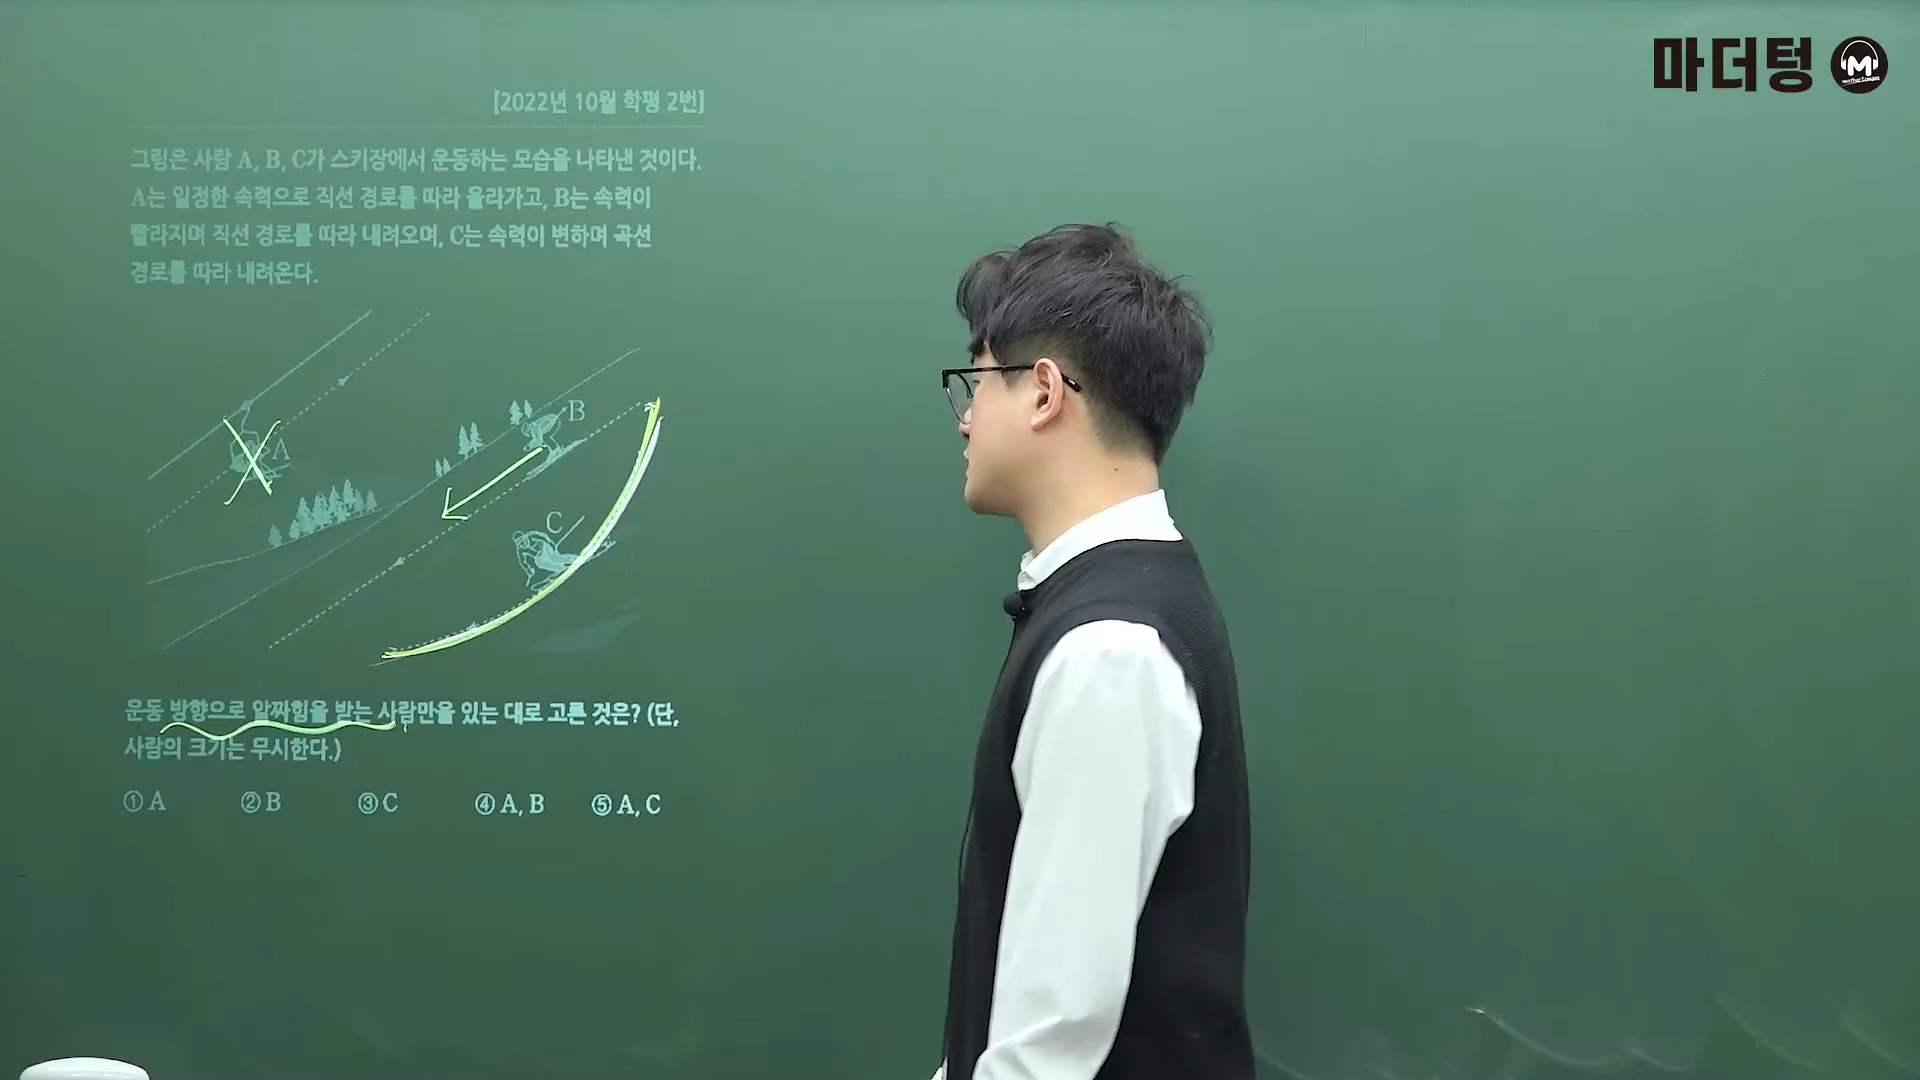 마더텅 M
[2022년 10월 학평 2번]
그림은 사람 A, B, C가 스키장에서 운동하는 모습을 나타낸 것이다.
A는 일정한 속력으로 직선 경로를 따라 올라가고, B는 속력이
빨라지며 직선 경로를 따라 내려오며, C는 속력이 변하며 곡선
경로를 따라 내려온다.
A
B
C
운동 방향으로 알짜힘을 받는 사람만을 있는 대로 고른 것은? (단,
사람의 크기는 무시한다.)
① A ② B ③ C ④ A, B ⑤ A, C